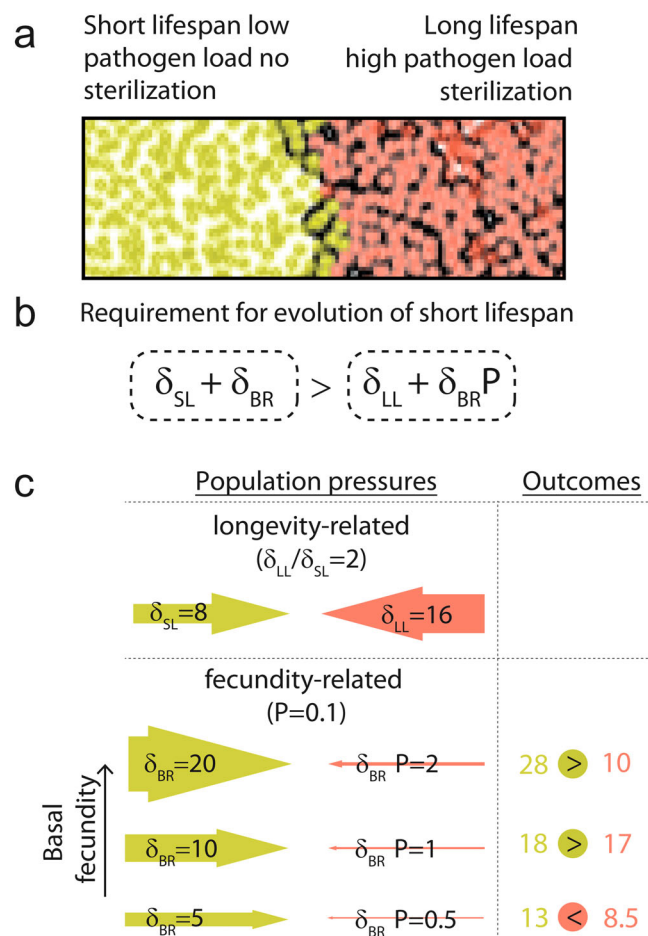 a
Short lifespan low
pathogen load no
sterilization
Long lifespan
high pathogen load
sterilization
b
Requirement for evolution of short lifespan
δSL + δBR > δLL + δBRP
c
Population pressures
Outcomes
longevity-related
(δLL/δSL=2)
δSL=8
δLL=16
fecundity-related
(P=0.1)
Basal
fecundity
δBR=20 δBR P=2 28 > 10
δBR=10 δBR P=1 18 > 17
δBR=5 δBR P=0.5 13 < 8.5